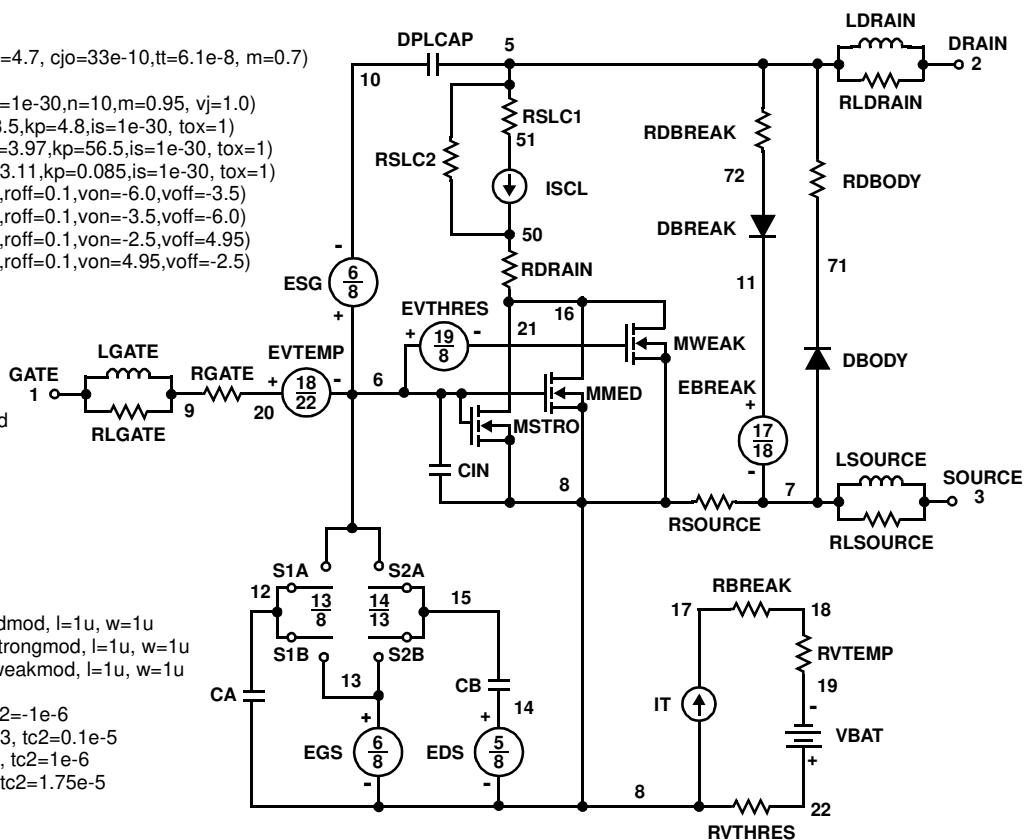 =4.7, cjo=33e-10,tt=6.1e-8, m=0.7)
=1e-30,n=10,m=0.95, vj=1.0)
3.5,kp=4.8,is=1e-30, tox=1)
=3.97,kp=56.5,is=1e-30, tox=1)
3.11,kp=0.085,is=1e-30, tox=1)
,roff=0.1,von=-6.0,voff=-3.5)
,roff=0.1,von=-3.5,voff=-6.0)
,roff=0.1,von=-2.5,voff=4.95)
,roff=0.1,von=4.95,voff=-2.5)
d
dmod, l=1u, w=1u
trongmod, l=1u, w=1u
veakmod, l=1u, w=1u
2=-1e-6
3, tc2=0.1e-5
, tc2=1e-6
tc2=1.75e-5
LDRAIN
DPLCAP
5
DRAIN
2
10
RLDRAIN
RSLC1
51
RDBREAK
RSLC2
72
RDBODY
ISCL
DBREAK
50
-
RDRAIN
71
11
ESG
6
8
+
EVTHRES
16
21
+
19
8
-
MWEAK
LGATE
EVTEMP
DBODY
GATE
1
RGATE
+
18
22
-
6
MMED
EBREAK
+
9
20
MSTRO
RLGATE
17
18
-
CIN
LSOURCE
SOURCE
3
8
7
RSOURCE
RLSOURCE
S1A
S2A
12
13
8
14
13
15
RBREAK
17
18
S1B
S2B
RVTEMP
13
CB
19
CA
14
IT
-
VBAT
+
+
EGS
6
8
EDS
5
8
+
-
-
8
22
RVTHRES